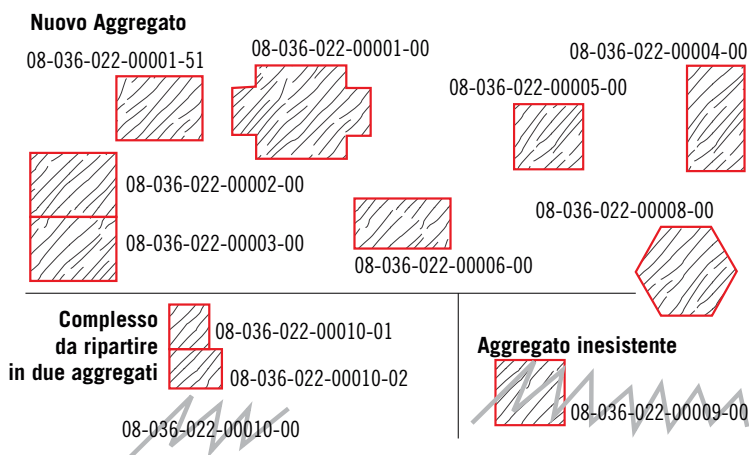 Nuovo Aggregato
08-036-022-00001-51
08-036-022-00001-00
08-036-022-00004-00
08-036-022-00005-00
08-036-022-00002-00
08-036-022-00003-00
08-036-022-00008-00
08-036-022-00006-00
Complesso
da ripartire
in due aggregati
08-036-022-00010-01
08-036-022-00010-02
08-036-022-00010-00
Aggregato inesistente
08-036-022-00009-00